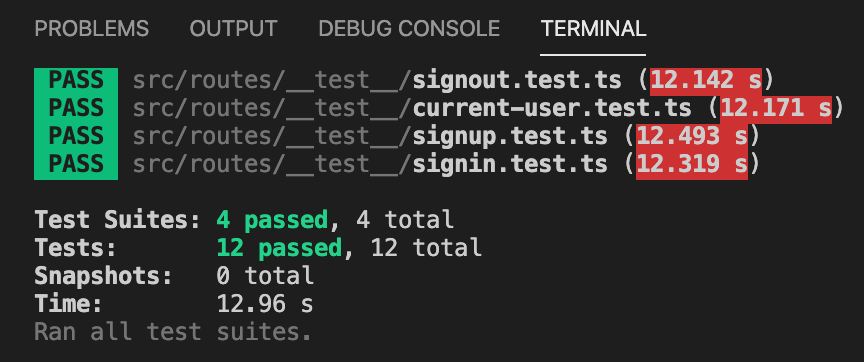 PROBLEMS OUTPUT DEBUG CONSOLE TERMINAL
PASS src/routes/__test__/signout.test.ts (12.142 s)
PASS src/routes/__test__/current-user.test.ts (12.171 s)
PASS src/routes/__test__/signup.test.ts (12.493 s)
PASS src/routes/__test__/signin.test.ts (12.319 s)
Test Suites: 4 passed, 4 total
Tests: 12 passed, 12 total
Snapshots: 0 total
Time: 12.96 s
Ran all test suites.